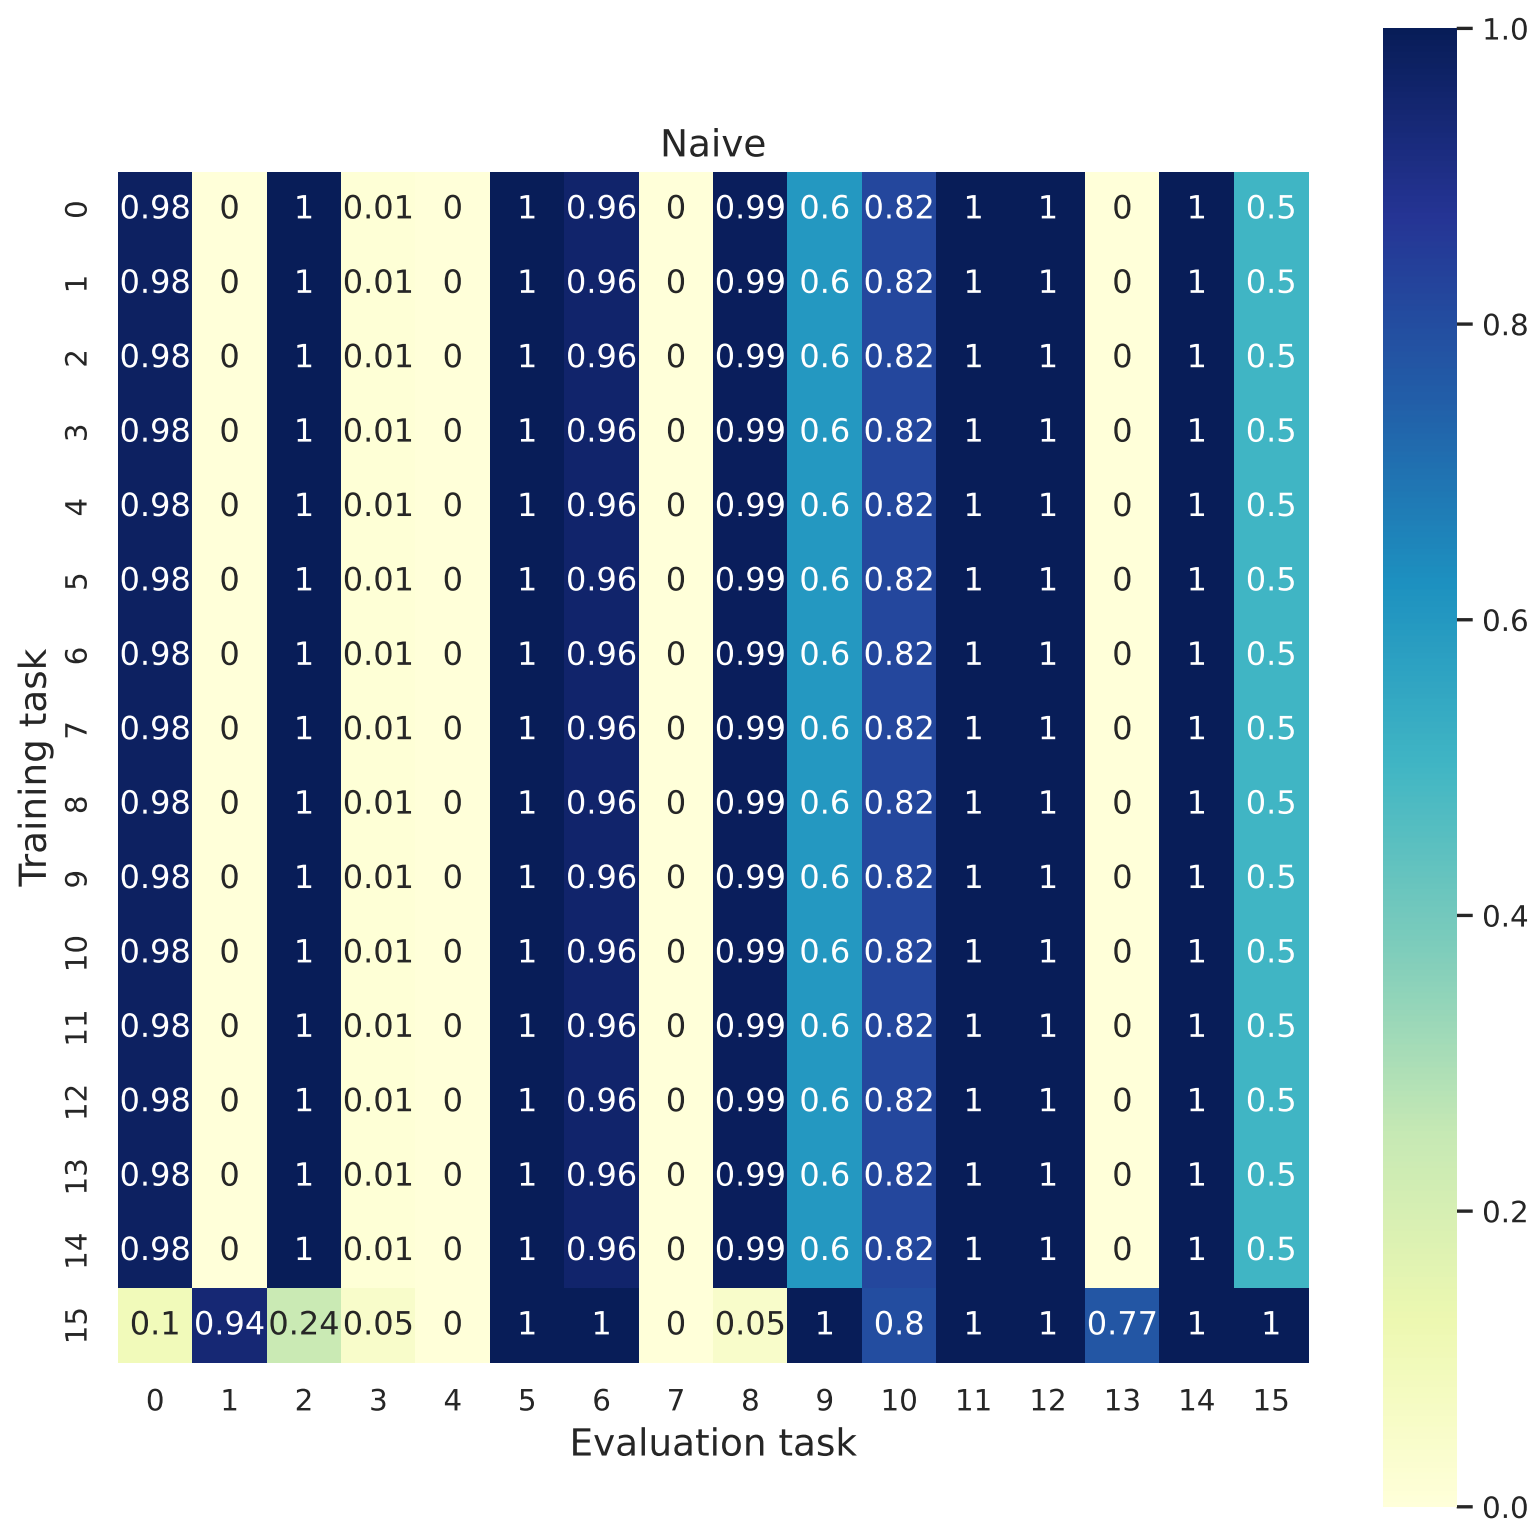 Naive
1.0
0 0.98 0 1 0.01 0 1 0.96 0 0.99 0.6 0.82 1 1 0 1 0.5
1 0.98 0 1 0.01 0 1 0.96 0 0.99 0.6 0.82 1 1 0 1 0.5
0.8
2 0.98 0 1 0.01 0 1 0.96 0 0.99 0.6 0.82 1 1 0 1 0.5
3 0.98 0 1 0.01 0 1 0.96 0 0.99 0.6 0.82 1 1 0 1 0.5
4 0.98 0 1 0.01 0 1 0.96 0 0.99 0.6 0.82 1 1 0 1 0.5
5 0.98 0 1 0.01 0 1 0.96 0 0.99 0.6 0.82 1 1 0 1 0.5
0.6
6 0.98 0 1 0.01 0 1 0.96 0 0.99 0.6 0.82 1 1 0 1 0.5
7 0.98 0 1 0.01 0 1 0.96 0 0.99 0.6 0.82 1 1 0 1 0.5
Training task
8 0.98 0 1 0.01 0 1 0.96 0 0.99 0.6 0.82 1 1 0 1 0.5
9 0.98 0 1 0.01 0 1 0.96 0 0.99 0.6 0.82 1 1 0 1 0.5
0.4
10 0.98 0 1 0.01 0 1 0.96 0 0.99 0.6 0.82 1 1 0 1 0.5
11 0.98 0 1 0.01 0 1 0.96 0 0.99 0.6 0.82 1 1 0 1 0.5
12 0.98 0 1 0.01 0 1 0.96 0 0.99 0.6 0.82 1 1 0 1 0.5
13 0.98 0 1 0.01 0 1 0.96 0 0.99 0.6 0.82 1 1 0 1 0.5
0.2
14 0.98 0 1 0.01 0 1 0.96 0 0.99 0.6 0.82 1 1 0 1 0.5
15 0.1 0.94 0.24 0.05 0 1 1 0 0.05 1 0.8 1 1 0.77 1 1
0 1 2 3 4 5 6 7 8 9 10 11 12 13 14 15
Evaluation task
0.0